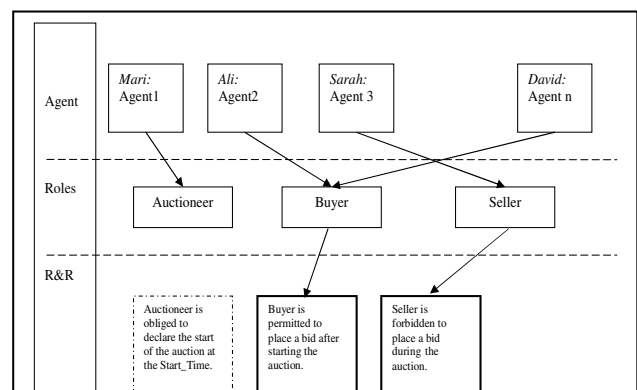 Agent
Mari:
Agent1
Ali:
Agent2
Sarah:
Agent 3
David:
Agent n
Roles
Auctioneer
Buyer
Seller
R&R
Auctioneer is
obliged to
declare the start
of the auction at
the Start_Time.
Buyer is
permitted to
place a bid after
starting the
auction.
Seller is
forbidden to
place a bid
during the
auction.